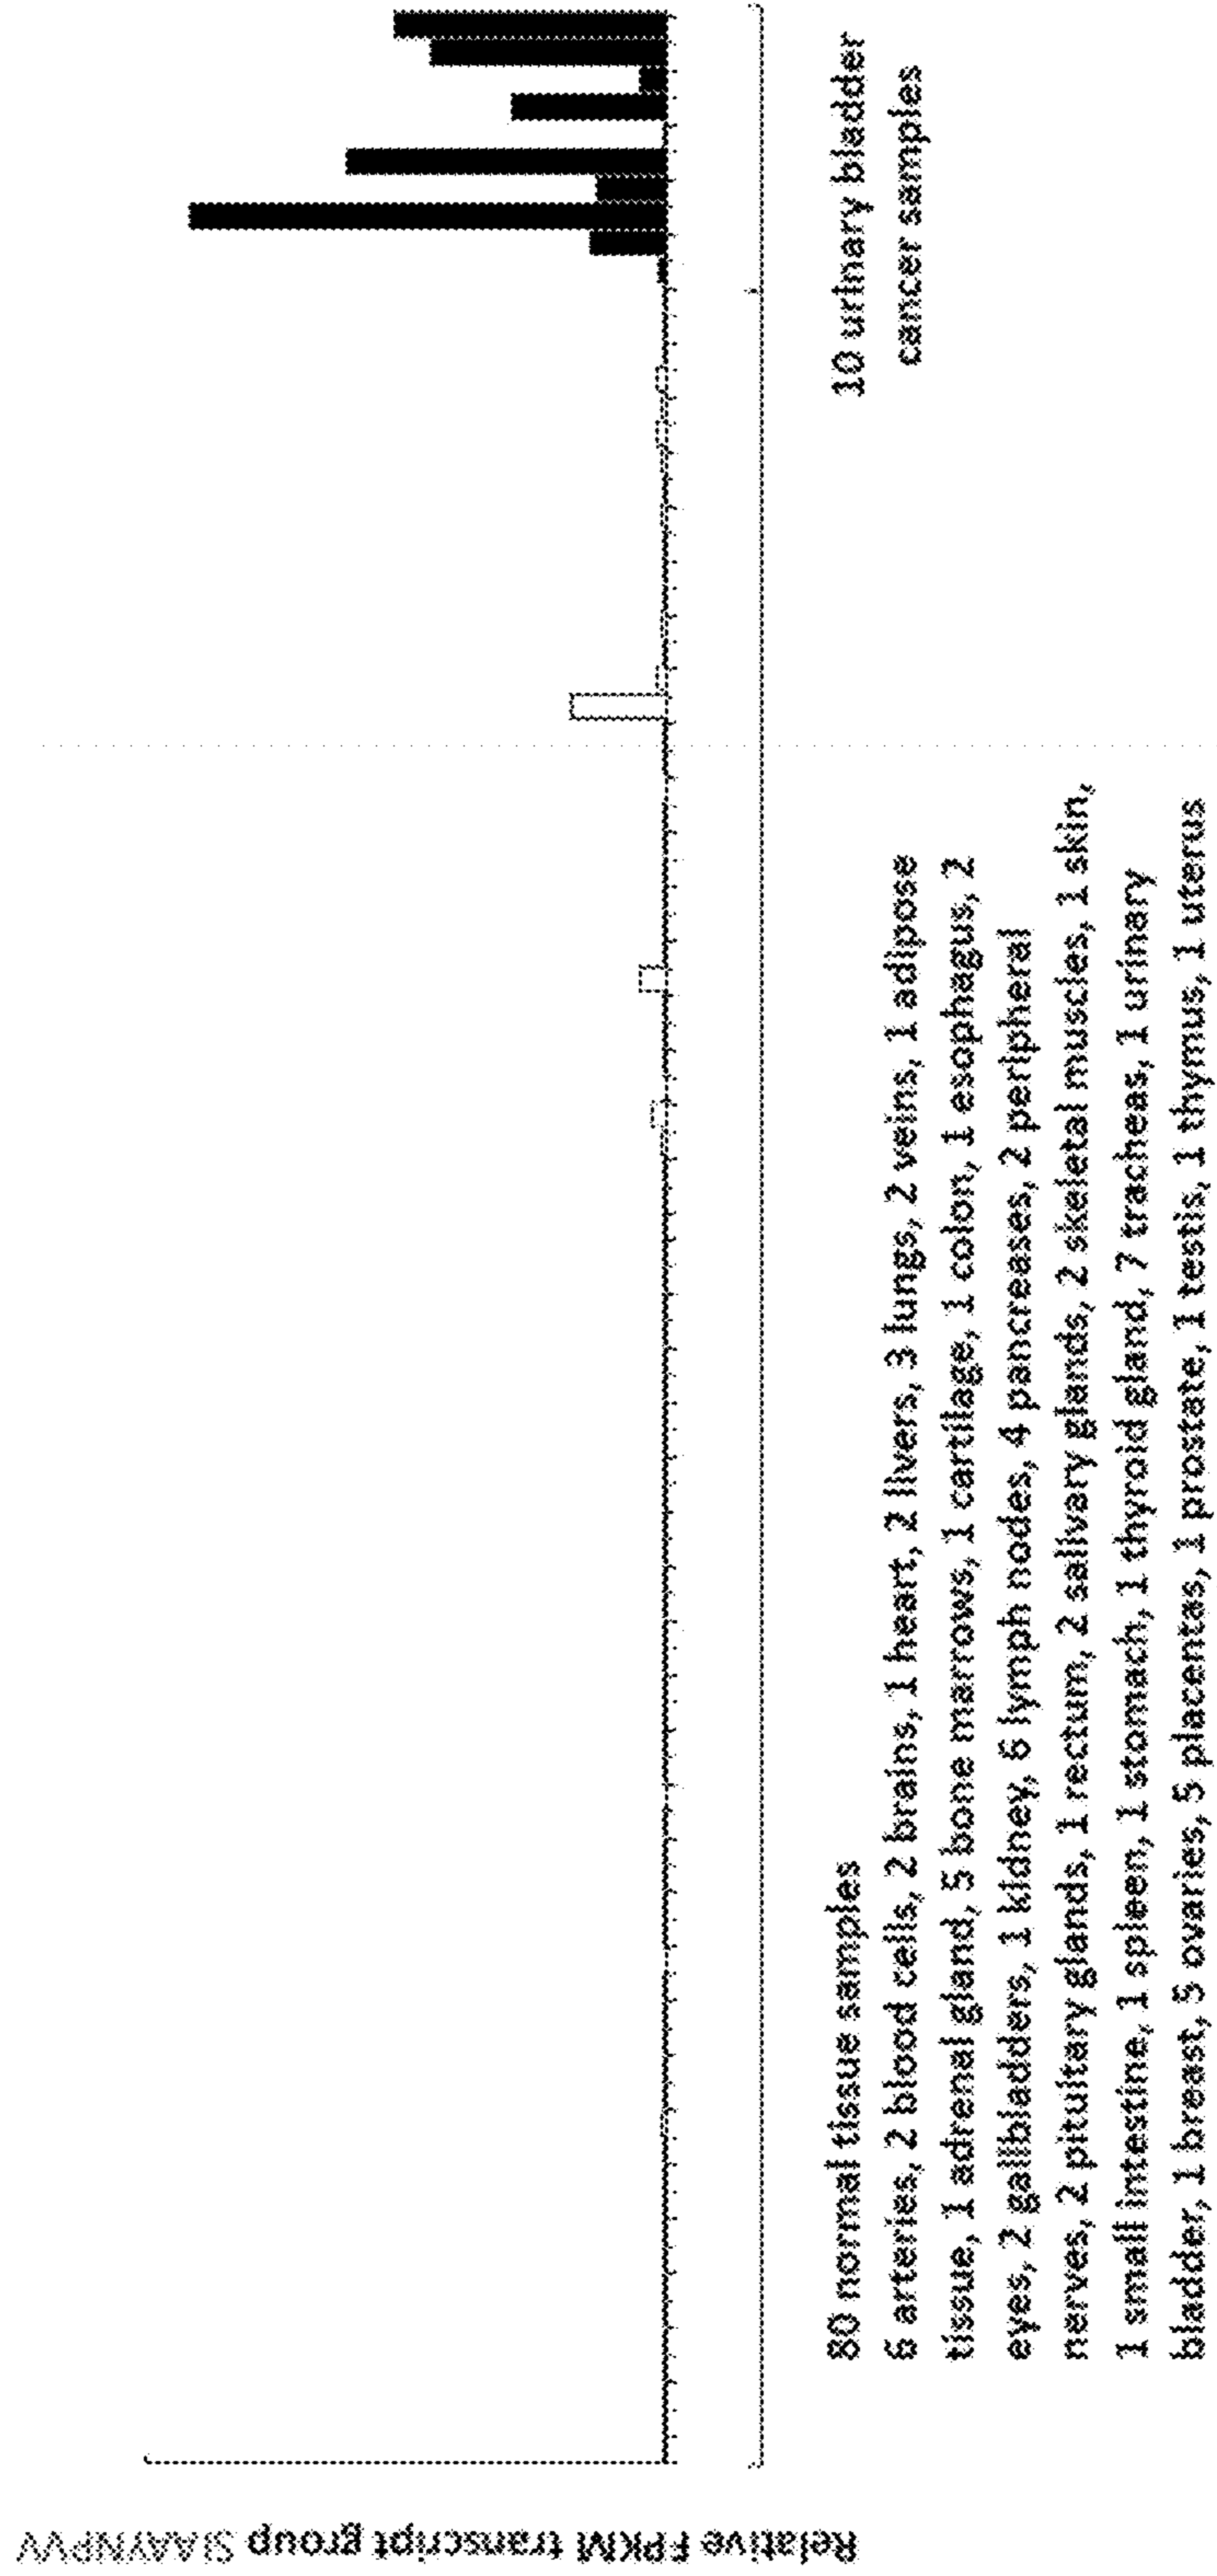 Relative FPKM transcript group SIAAYNPVV
80 normal tissue samples
6 arteries, 2 blood cells, 2 brains, 1 heart, 2 livers, 3 lungs, 2 veins, 1 adipose
tissue, 1 adrenal gland, 5 bone marrows, 1 cartilage, 1 colon, 1 esophagus, 2
eyes, 2 gallbladders, 1 kidney, 6 lymph nodes, 4 pancreases, 2 peripheral
nerves, 2 pituitary glands, 1 rectum, 2 salivary glands, 2 skeletal muscles, 1 skin,
1 small intestine, 1 spleen, 1 stomach, 1 thyroid gland, 7 tracheas, 1 urinary
bladder, 1 breast, 5 ovaries, 5 placentas, 1 prostate, 1 testis, 1 thymus, 1 uterus
10 urinary bladder
cancer samples